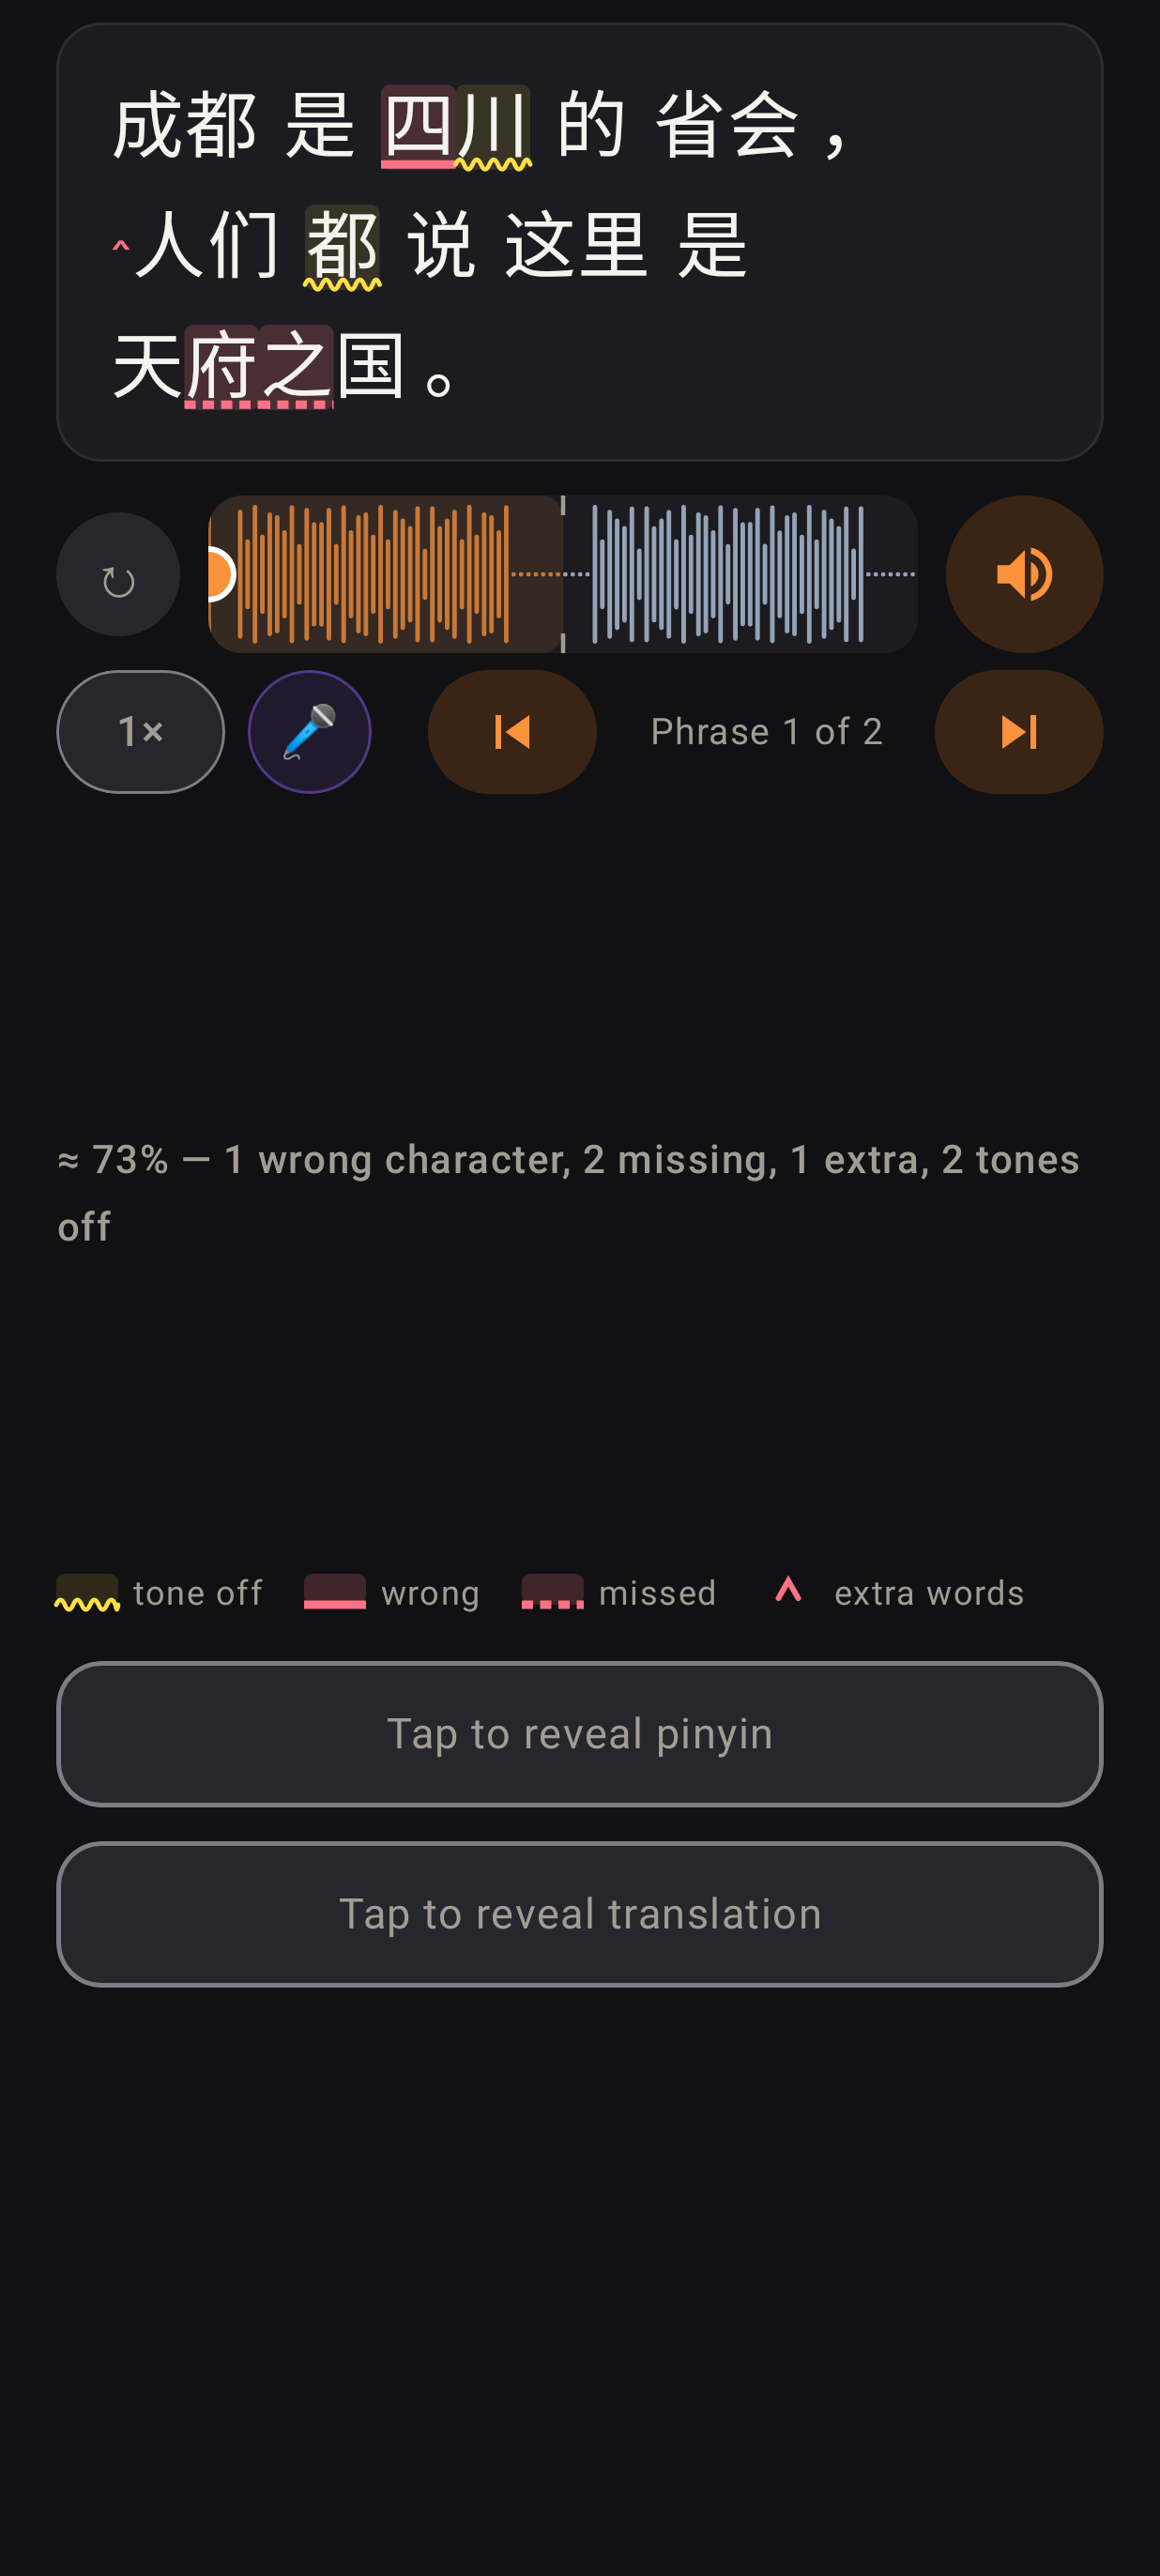 成都 是 四川 的 省会 ，
^人们 都 说 这里 是
天府之国 。
1×
Phrase 1 of 2
≈ 73% — 1 wrong character, 2 missing, 1 extra, 2 tones
off
tone off wrong missed extra words
Tap to reveal pinyin
Tap to reveal translation